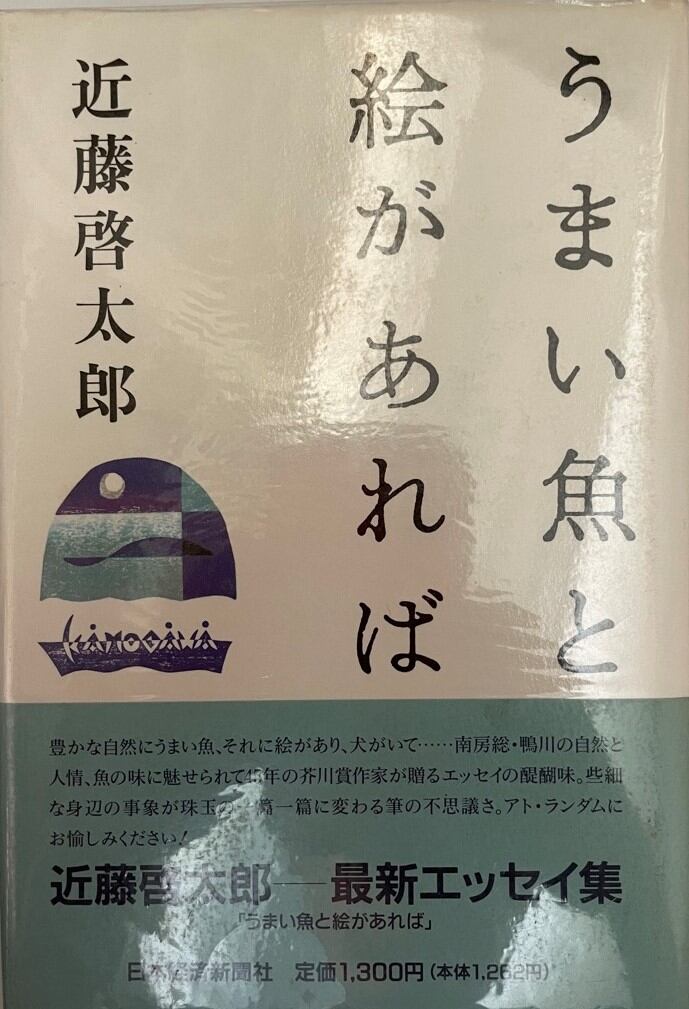 うまい魚と
絵があれば
近藤啓太郎
KAMOGAWA
豊かな自然にうまい魚、それに絵があり、犬がいて……南房総・鴨川の自然と
人情、魚の味に魅せられて45年の芥川賞作家が贈るエッセイの醍醐味。些細
な身辺の事象が珠玉の一篇一篇に変わる筆の不思議さ。アト・ランダムに
お愉しみください!
近藤啓太郎――最新エッセイ集
「うまい魚と絵があれば」
日本経済新聞社 定価1,300円(本体1,262円)